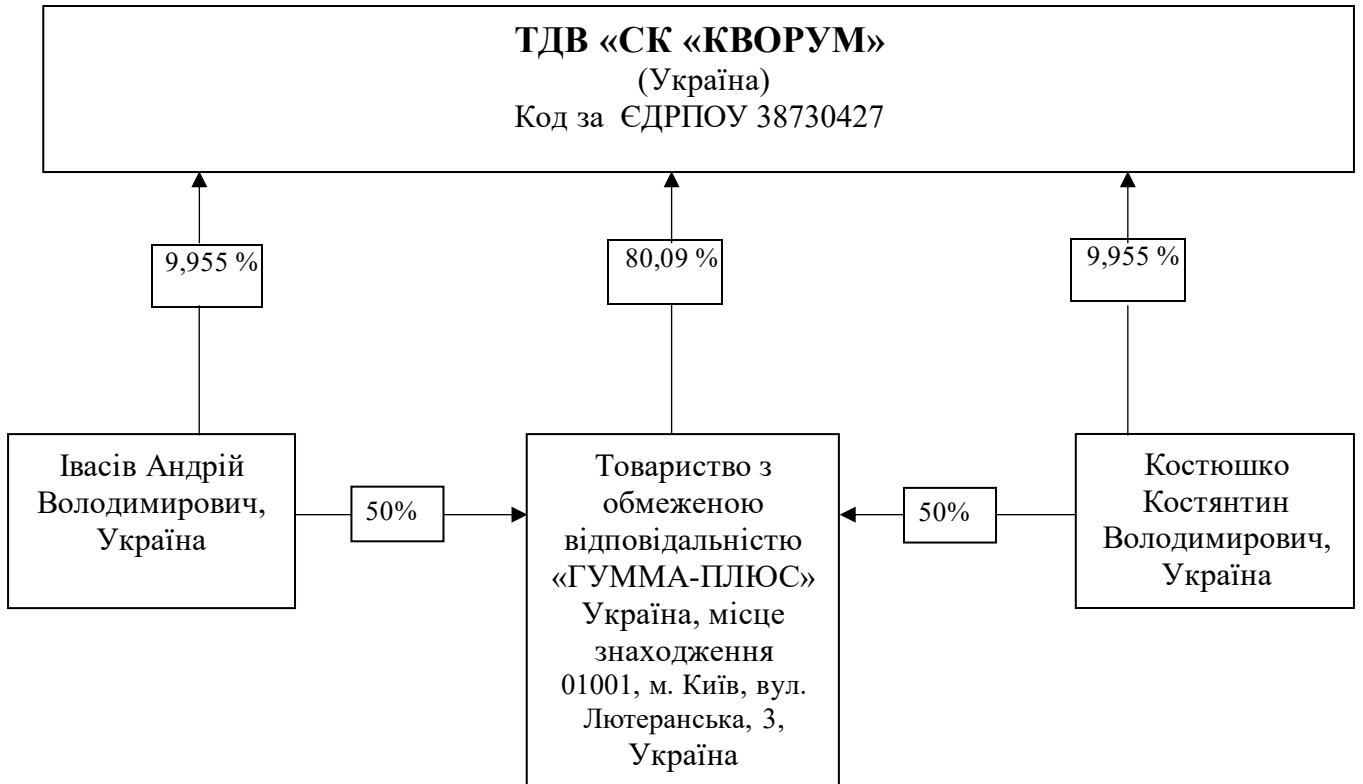 ТДВ «СК «КВОРУМ»
(Україна)
Код за ЄДРПОУ 38730427
9,955 %
80,09 %
9,955 %
Івасів Андрій
Володимирович,
Україна
50%
Товариство з
обмеженою
відповідальністю
«ГУММА-ПЛЮС»
Україна, місце
знаходження
01001, м. Київ, вул.
Лютеранська, 3,
Україна
50%
Костюшко
Костянтин
Володимирович,
Україна